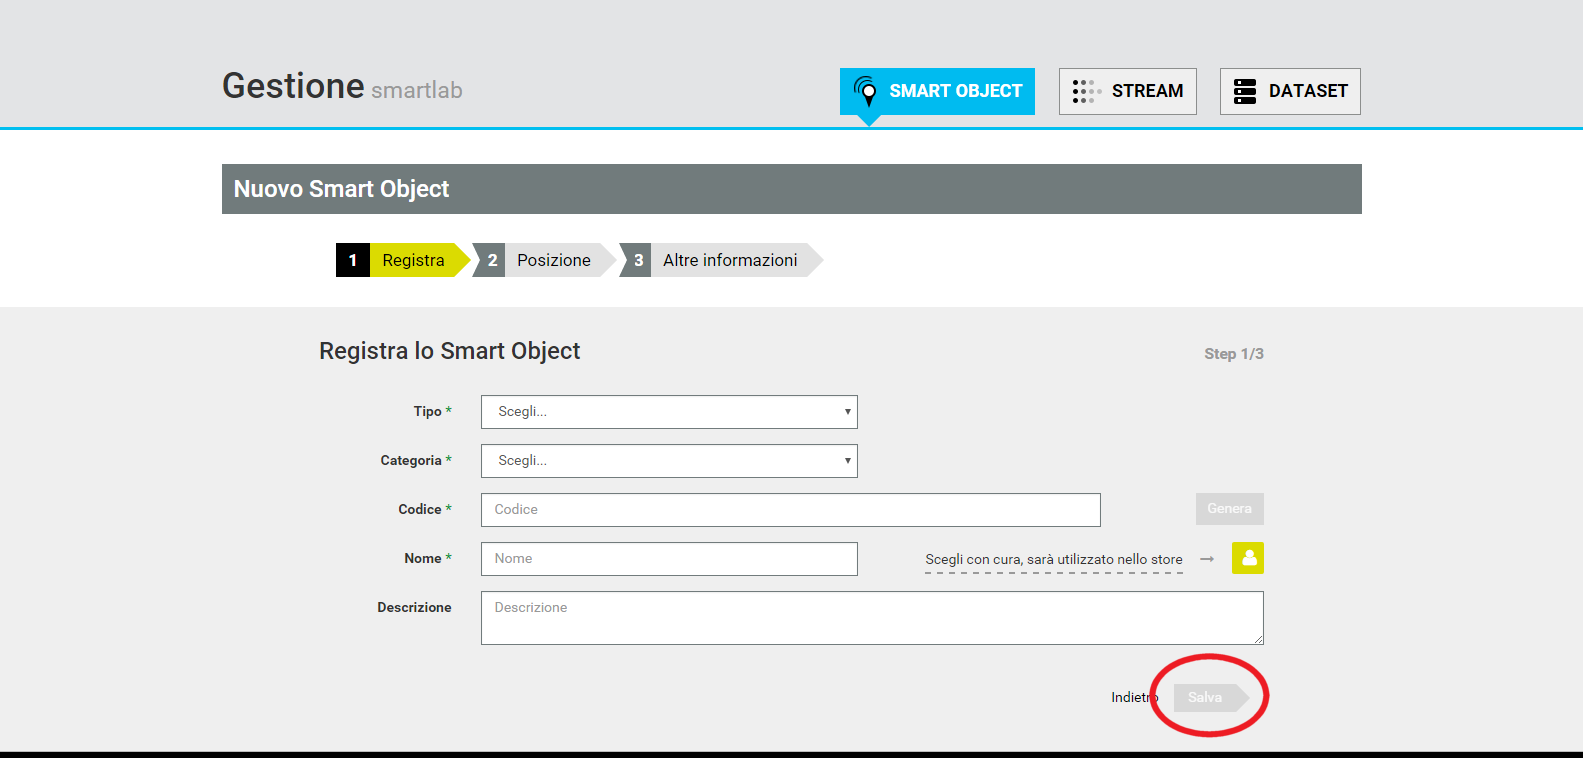 Gestione smartlab
SMART OBJECT
STREAM
DATASET
Nuovo Smart Object
1 Registra 2 Posizione 3 Altre informazioni
Registra lo Smart Object
Step 1/3
Tipo * Scegli...
Categoria * Scegli...
Codice * Codice Genera
Nome * Nome Scegli con cura, sarà utilizzato nello store →
Descrizione Descrizione
Indietro Salva